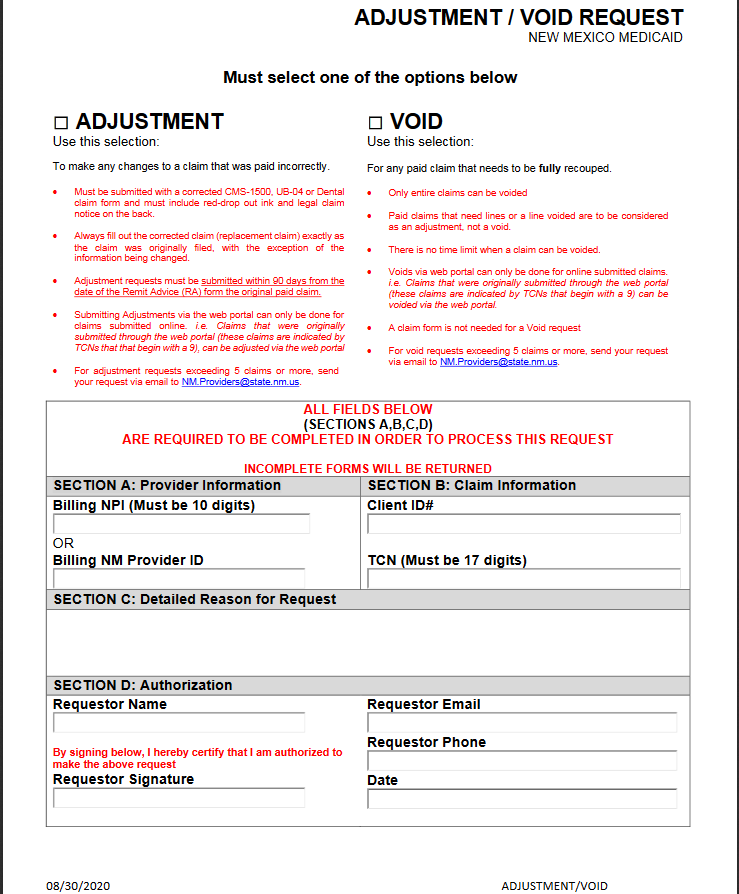 ADJUSTMENT / VOID REQUEST
NEW MEXICO MEDICAID
Must select one of the options below
☐ ADJUSTMENT
Use this selection:
To make any changes to a claim that was paid incorrectly.
• Must be submitted with a corrected CMS-1500, UB-04 or Dental
claim form and must include red-drop out ink and legal claim
notice on the back.
• Always fill out the corrected claim (replacement claim) exactly as
the claim was originally filed, with the exception of the
information being changed.
• Adjustment requests must be submitted within 90 days from the
date of the Remit Advice (RA) form the original paid claim.
• Submitting Adjustments via the web portal can only be done for
claims submitted online. i.e. Claims that were originally
submitted through the web portal (these claims are indicated by
TCNs that that begin with a 9), can be adjusted via the web portal
• For adjustment requests exceeding 5 claims or more, send
your request via email to NM.Providers@state.nm.us.
☐ VOID
Use this selection:
For any paid claim that needs to be fully recouped.
• Only entire claims can be voided
• Paid claims that need lines or a line voided are to be considered
as an adjustment, not a void.
• There is no time limit when a claim can be voided.
• Voids via web portal can only be done for online submitted claims.
i.e. Claims that were originally submitted through the web portal
(these claims are indicated by TCNs that begin with a 9) can be
voided via the web portal.
• A claim form is not needed for a Void request
• For void requests exceeding 5 claims or more, send your request
via email to NM.Providers@state.nm.us.
ALL FIELDS BELOW
(SECTIONS A,B,C,D)
ARE REQUIRED TO BE COMPLETED IN ORDER TO PROCESS THIS REQUEST
INCOMPLETE FORMS WILL BE RETURNED
SECTION A: Provider Information
Billing NPI (Must be 10 digits)
OR
Billing NM Provider ID
SECTION B: Claim Information
Client ID#
TCN (Must be 17 digits)
SECTION C: Detailed Reason for Request
SECTION D: Authorization
Requestor Name
By signing below, I hereby certify that I am authorized to
make the above request
Requestor Signature
Requestor Email
Requestor Phone
Date
08/30/2020
ADJUSTMENT/VOID